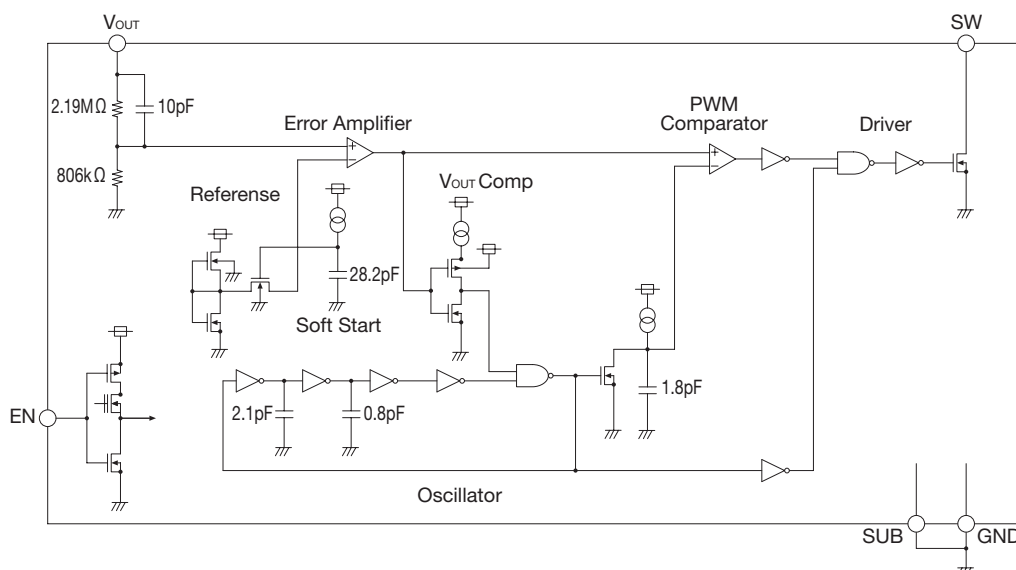 VOUT
SW
2.19MΩ
10pF
806kΩ
Error Amplifier
PWM
Comparator
Driver
Referense
VOUT Comp
28.2pF
Soft Start
1.8pF
EN
2.1pF
0.8pF
Oscillator
SUB
GND